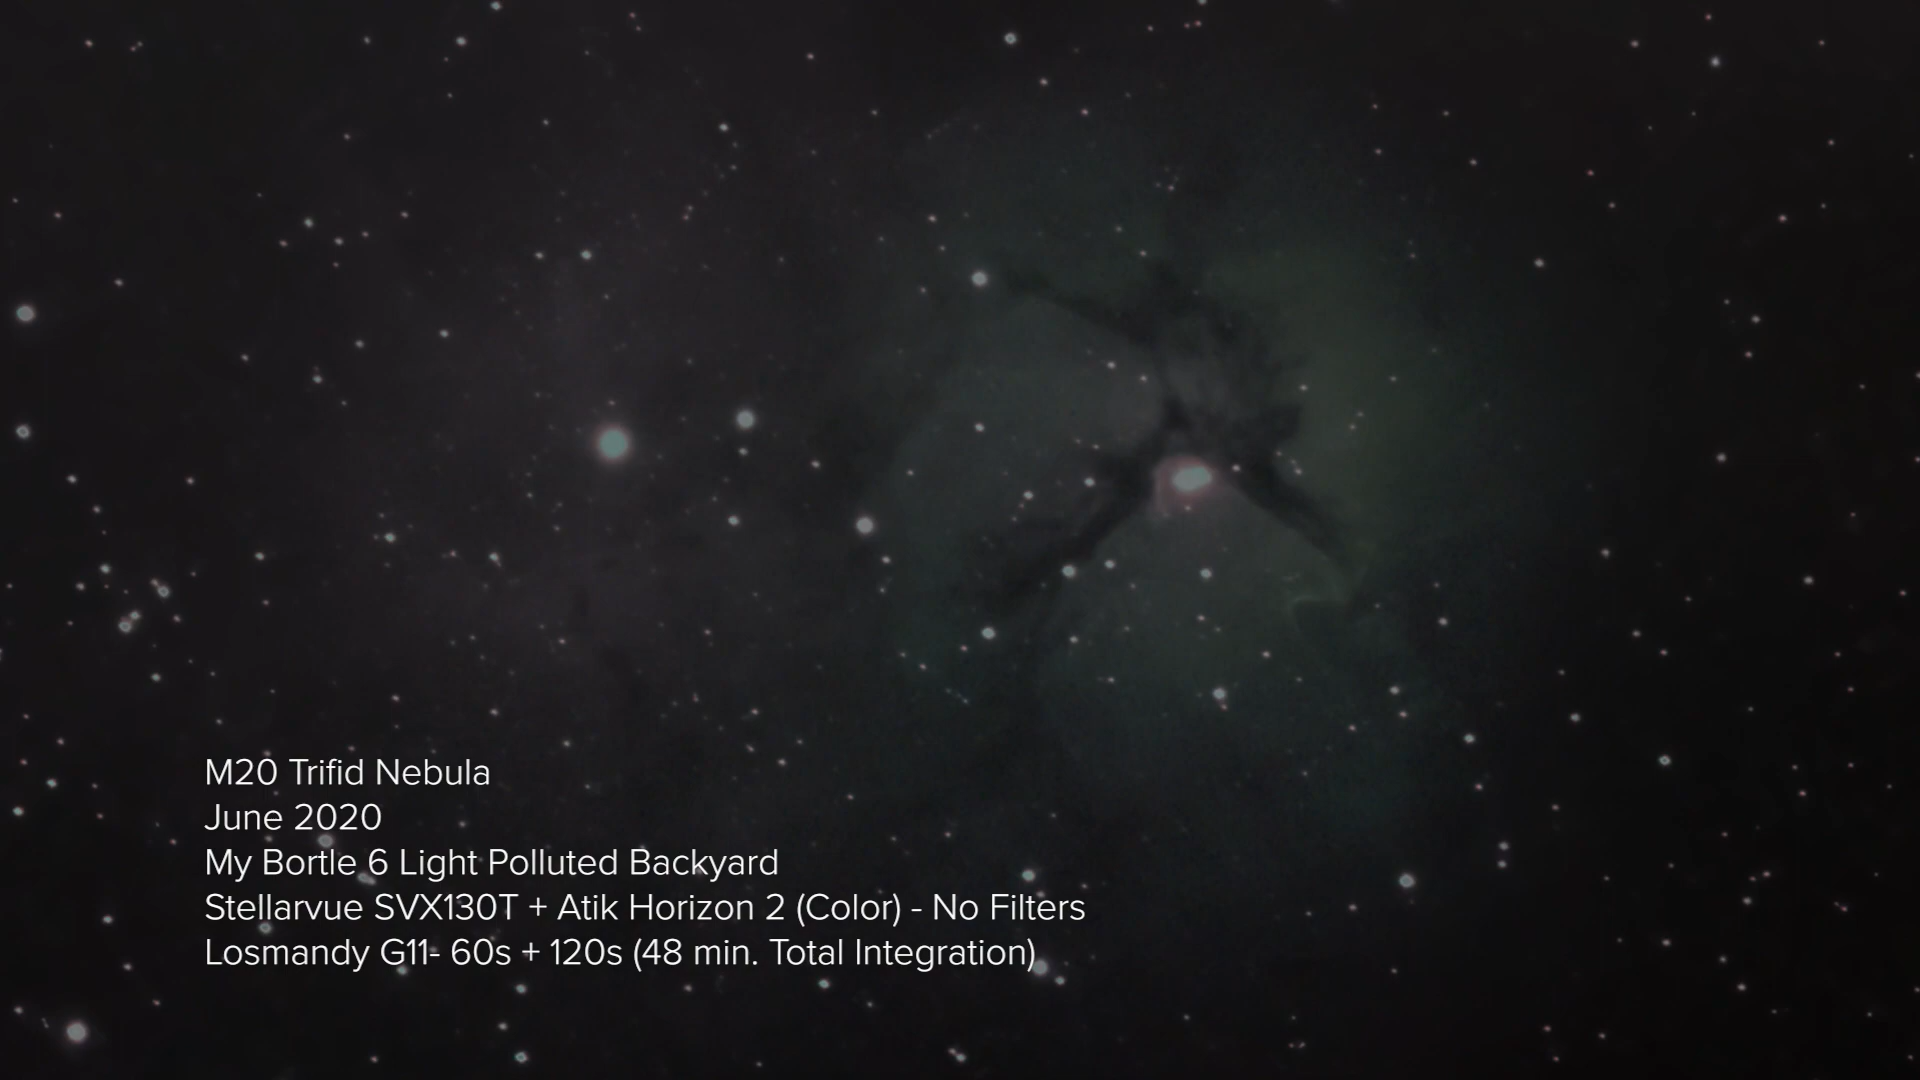 M20 Trifid Nebula
June 2020
My Bortle 6 Light Polluted Backyard
Stellarvue SVX130T + Atik Horizon 2 (Color) - No Filters
Losmandy G11- 60s + 120s (48 min. Total Integration)